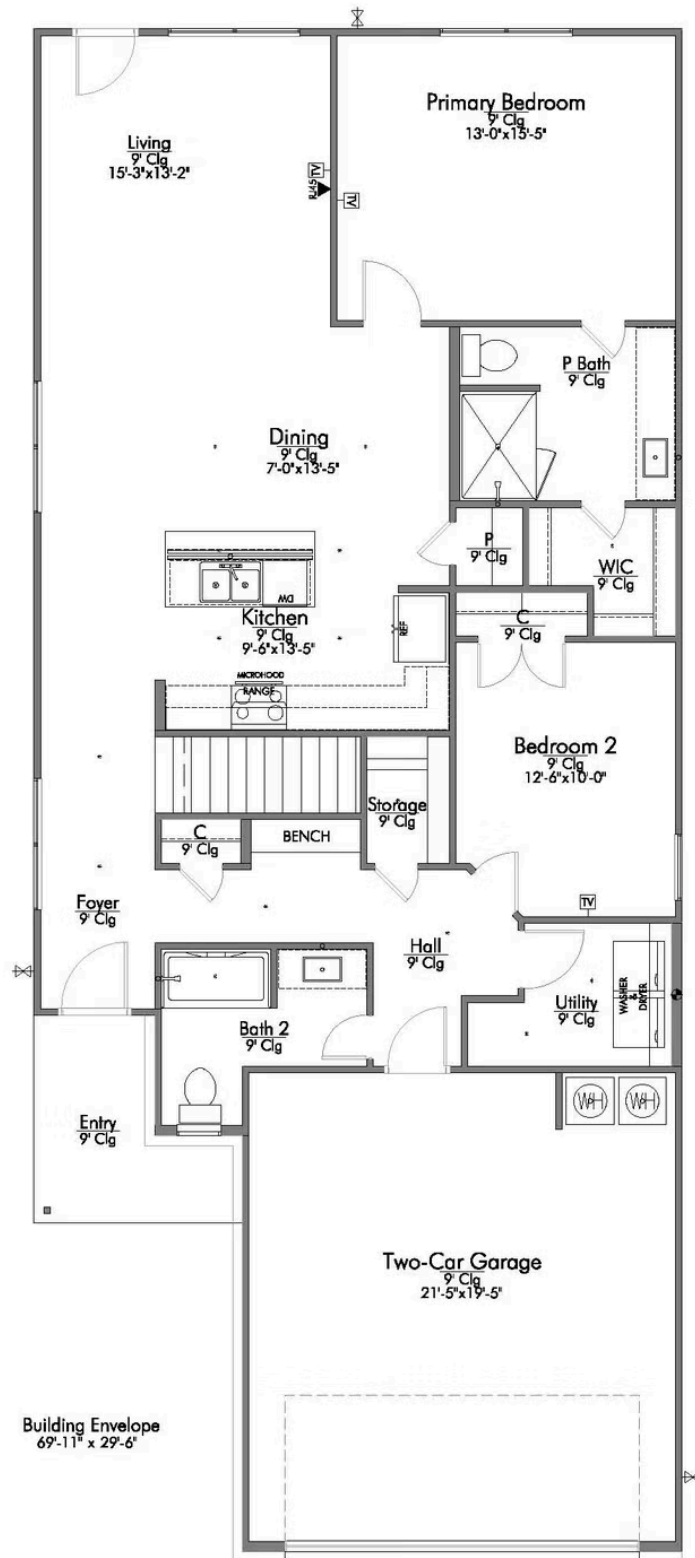 Living
9' Clg
15'-3"x13'-2"
Primary Bedroom
9' Clg
13'-0"x15'-5"
TV
RJ45
TV
P Bath
9' Clg
Dining
9' Clg
7'-0"x13'-5"
P
9' Clg
WIC
9' Clg
DW
Kitchen
9' Clg
9'-6"x13'-5"
REF
C
9' Clg
MICROHOOD
RANGE
Bedroom 2
9' Clg
12'-6"x10'-0"
Storage
9' Clg
C
9' Clg
BENCH
TV
Foyer
9' Clg
Hall
9' Clg
Utility
9' Clg
WASHER
&
DRYER
Bath 2
9' Clg
Entry
9' Clg
WH
WH
Two-Car Garage
9' Clg
21'-5"x19'-5"
Building Envelope
69'-11" x 29'-6"